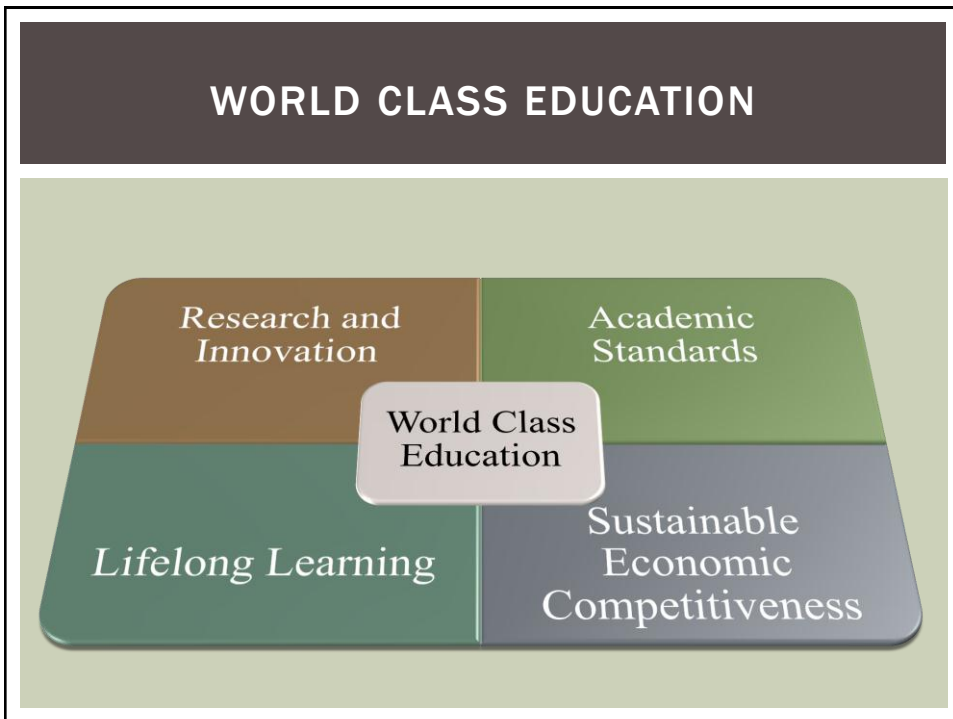 WORLD CLASS EDUCATION
Research and
Innovation
Academic
Standards
World Class
Education
Lifelong Learning
Sustainable
Economic
Competitiveness